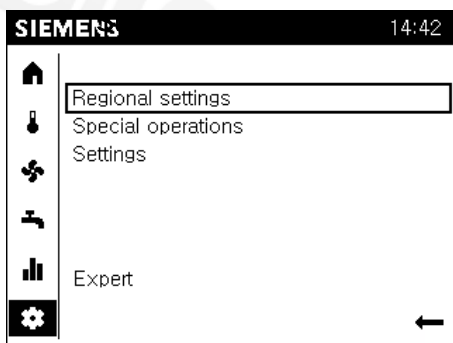 SIEMENS 14:42
Regional settings
Special operations
Settings
Expert